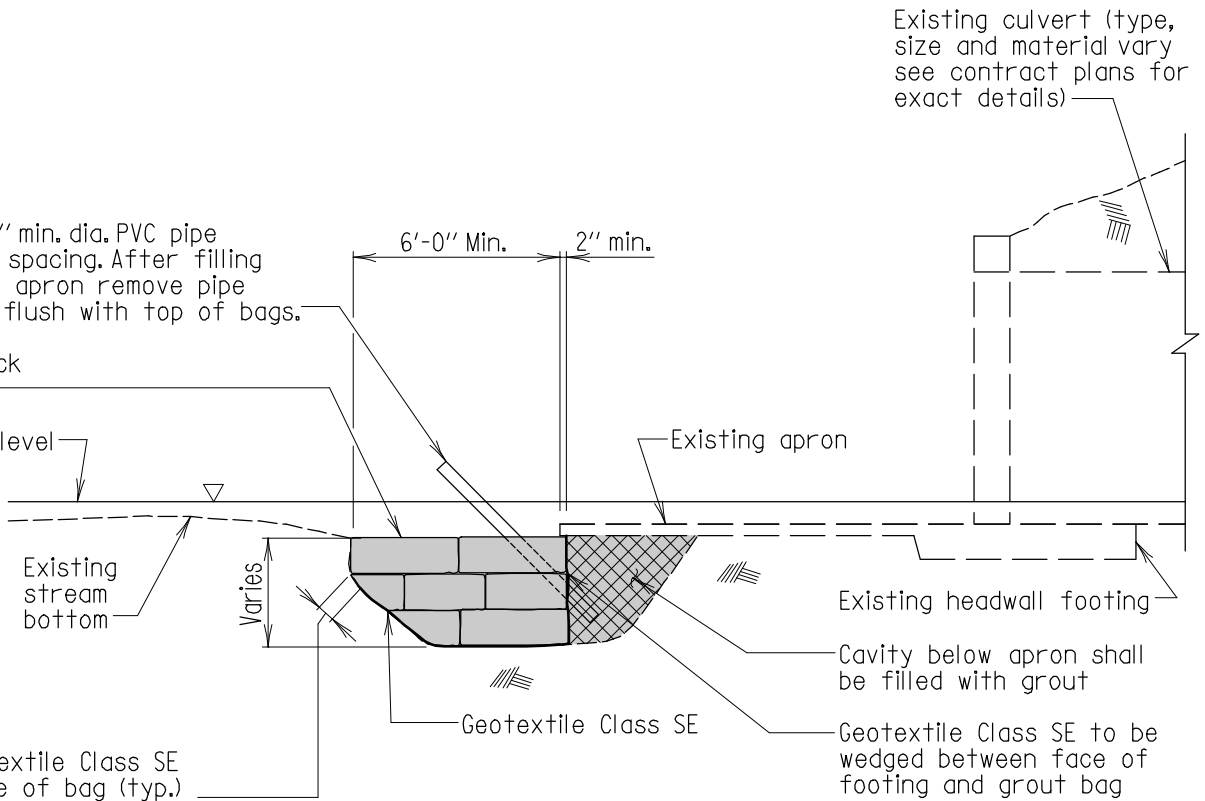 Existing culvert (type,
size and material vary
see contract plans for
exact details)
'' min. dia. PVC pipe
spacing. After filling
apron remove pipe
flush with top of bags.
6'-0'' Min.
2'' min.
ck
level
Existing apron
Existing
stream
bottom
Varies
Existing headwall footing
Cavity below apron shall
be filled with grout
Geotextile Class SE
Geotextile Class SE to be
wedged between face of
footing and grout bag
extile Class SE
e of bag (typ.)